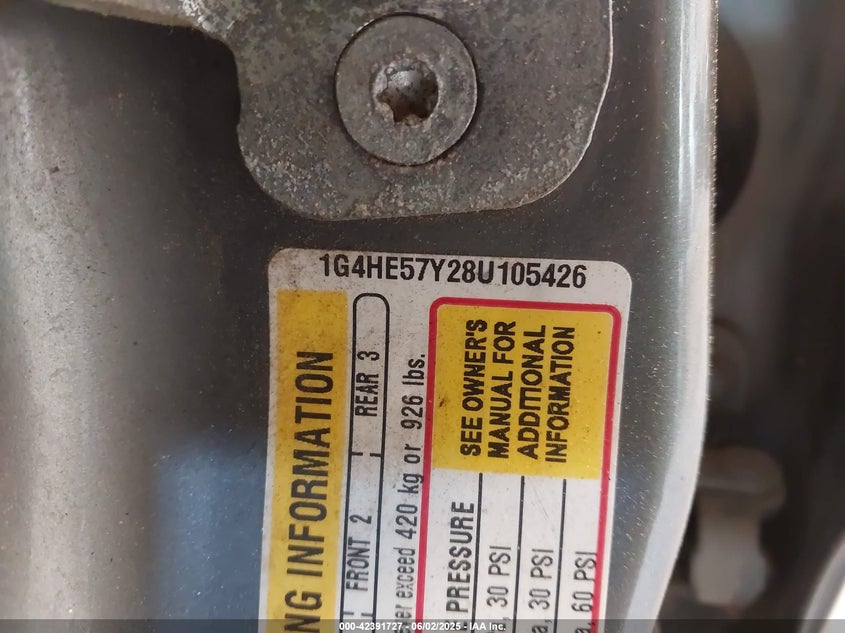 1G4HE57Y28U105426
NG INFORMATION
FRONT 2
REAR 3
er exceed 420 kg or 926 lbs.
SEE OWNER'S
MANUAL FOR
ADDITIONAL
INFORMATION
PRESSURE
, 30 PSI
a, 30 PSI
a, 60 PSI
000-42391727 - 06/02/2025 - IAA Inc.